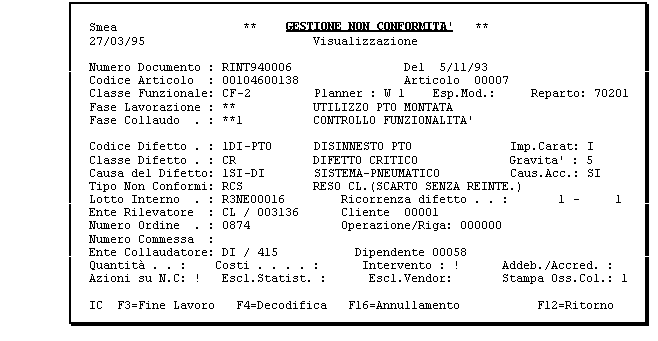 Smea ** GESTIONE NON CONFORMITA' **
27/03/95 Visualizzazione
Numero Documento : RINT940006 Del 5/11/93
Codice Articolo : 00104600138 Articolo 00007
Classe Funzionale: CF-2 Planner : W 1 Esp.Mod.: Reparto: 70201
Fase Lavorazione : ** UTILIZZO PTO MONTATA
Fase Collaudo . : **1 CONTROLLO FUNZIONALITA'
Codice Difetto . : 1DI-PTO DISINNESTO PTO Imp.Carat: I
Classe Difetto . : CR DIFETTO CRITICO Gravita' : 5
Causa del Difetto: 1SI-DI SISTEMA-PNEUMATICO Caus.Acc.: SI
Tipo Non Conformi: RCS RESO CL.(SCARTO SENZA REINTE.)
Lotto Interno . : R3NE00016 Ricorrenza difetto . . : 1 - 1
Ente Rilevatore : CL / 003136 Cliente 00001
Numero Ordine . : 0874 Operazione/Riga: 000000
Numero Commessa :
Ente Collaudatore: DI / 415 Dipendente 00058
Quantità . . : Costi . . . . : Intervento : ! Addeb./Accred. :
Azioni su N.C: ! Escl.Statist. : Escl.Vendor: Stampa Oss.Col.: 1
IC F3=Fine Lavoro F4=Decodifica F16=Annullamento F12=Ritorno